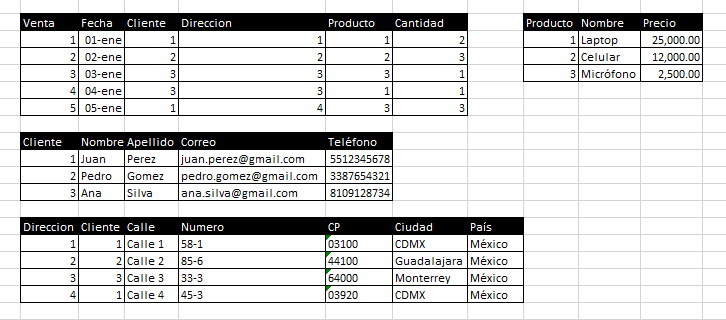 Venta Fecha Cliente Direccion Producto Cantidad
1 01-ene 1 1 1 2
2 02-ene 2 2 2 3
3 03-ene 3 3 3 1
4 04-ene 3 3 1 1
5 05-ene 1 4 3 3
Producto Nombre Precio
1 Laptop 25,000.00
2 Celular 12,000.00
3 Micrófono 2,500.00
Cliente Nombre Apellido Correo Teléfono
1 Juan Perez juan.perez@gmail.com 5512345678
2 Pedro Gomez pedro.gomez@gmail.com 3387654321
3 Ana Silva ana.silva@gmail.com 8109128734
Direccion Cliente Calle Numero CP Ciudad País
1 1 Calle 1 58-1 03100 CDMX México
2 2 Calle 2 85-6 44100 Guadalajara México
3 3 Calle 3 33-3 64000 Monterrey México
4 1 Calle 4 45-3 03920 CDMX México